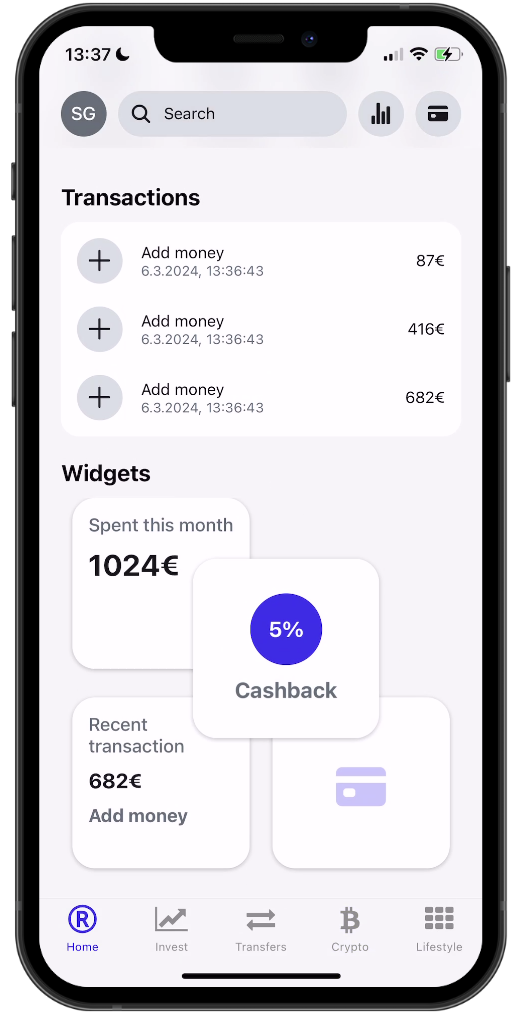 13:37
SG
Search
Transactions
Add money
6.3.2024, 13:36:43
87€
Add money
6.3.2024, 13:36:43
416€
Add money
6.3.2024, 13:36:43
682€
Widgets
Spent this month
1024€
5%
Cashback
Recent
transaction
682€
Add money
R
Home
Invest
Transfers
Crypto
Lifestyle